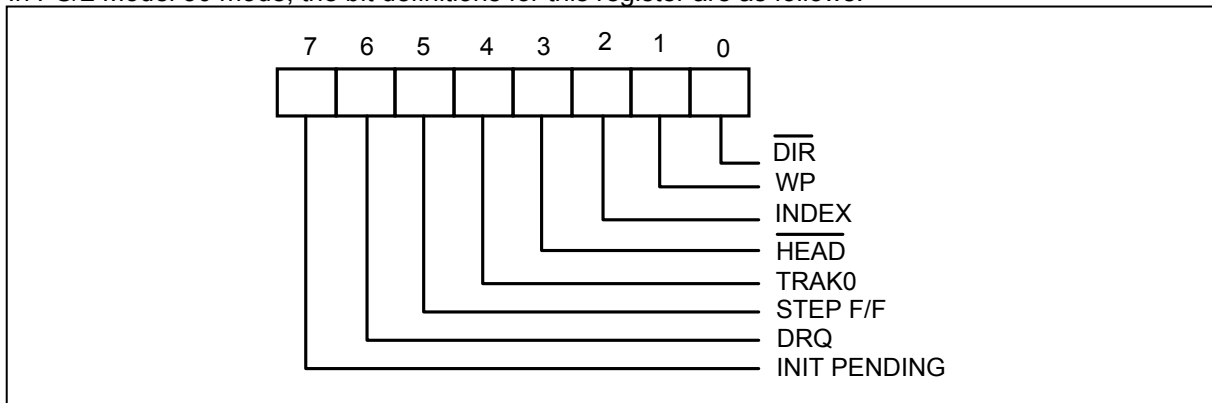 7 6 5 4 3 2 1 0
DIR
WP
INDEX
HEAD
TRAK0
STEP F/F
DRQ
INIT PENDING